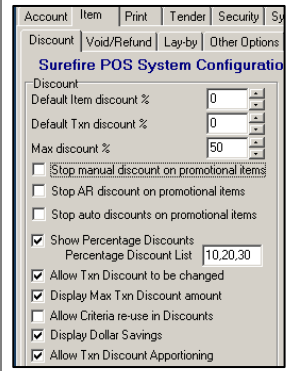 Account Item Print Tender Security Sy
Discount Void/Refund Lay-by Other Options
Surefire POS System Configuratio
Discount
Default Item discount % 0
Default Txn discount % 0
Max discount % 50
Stop manual discount on promotional items
Stop AR discount on promotional items
Stop auto discounts on promotional items
Show Percentage Discounts
Percentage Discount List 10,20,30
Allow Txn Discount to be changed
Display Max Txn Discount amount
Allow Criteria re-use in Discounts
Display Dollar Savings
Allow Txn Discount Apportioning